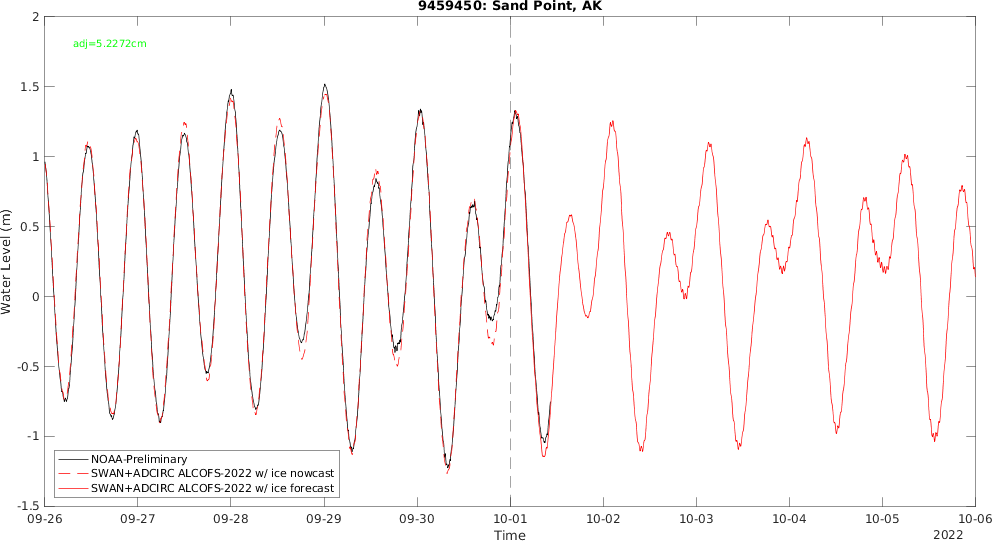 9459450: Sand Point, AK
adj=5.2272cm
Water Level (m)
2
1.5
1
0.5
0
-0.5
-1
-1.5
NOAA-Preliminary
SWAN+ADCIRC ALCOFS-2022 w/ ice nowcast
SWAN+ADCIRC ALCOFS-2022 w/ ice forecast
09-26 09-27 09-28 09-29 09-30 10-01 10-02 10-03 10-04 10-05 10-06
Time
2022